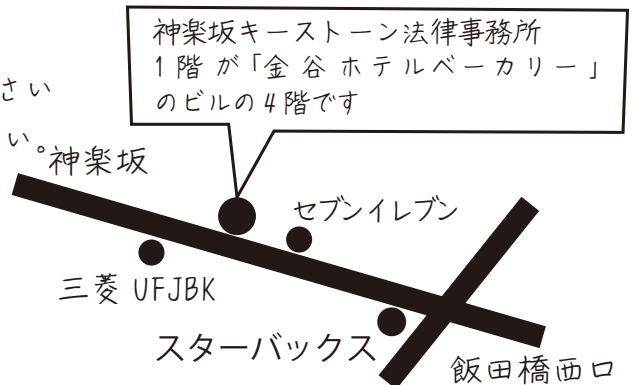 神楽坂キーストーン法律事務所
1階が「金谷ホテルベーカリー」
のビルの4階です
さい
い。
神楽坂
セブンイレブン
三菱 UFJBK
スターバックス
飯田橋西口